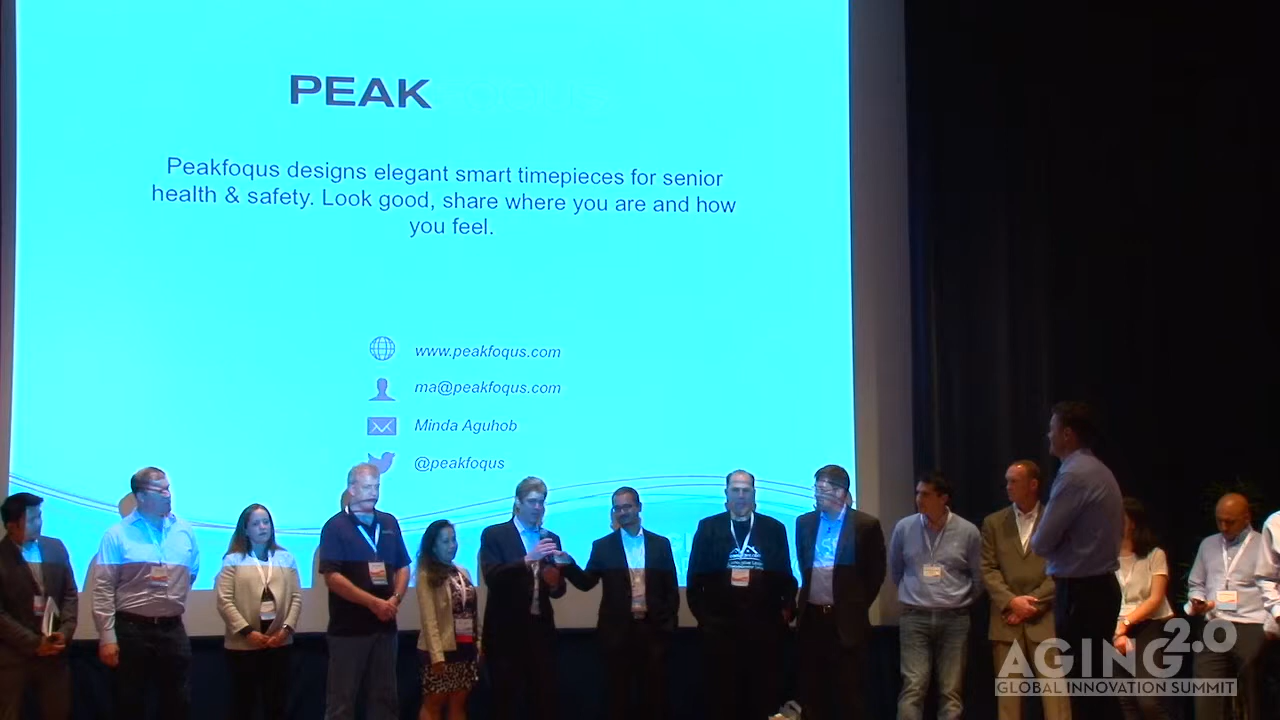 PEAK
Peakfoqus designs elegant smart timepieces for senior
health & safety. Look good, share where you are and how
you feel.
www.peakfoqus.com
ma@peakfoqus.com
Minda Aguhob
@peakfoqus
AGING2.0
GLOBAL INNOVATION SUMMIT